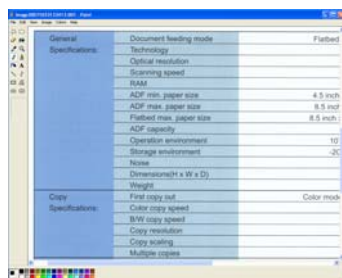 General Specifications: Document feeding mode Flatbed
Technology
Optical resolution
Scanning speed
RAM
ADF min. paper size 4.5 inch
ADF max. paper size 8.5 inch
Flatbed max. paper size 8.5 inch
ADF capacity
Operation environment 10
Storage environment -20
Noise
Dimensions(H x W x D)
Weight
Copy Specifications: First copy out Color mode
Color copy speed
B/W copy speed
Copy resolution
Copy scaling
Multiple copies